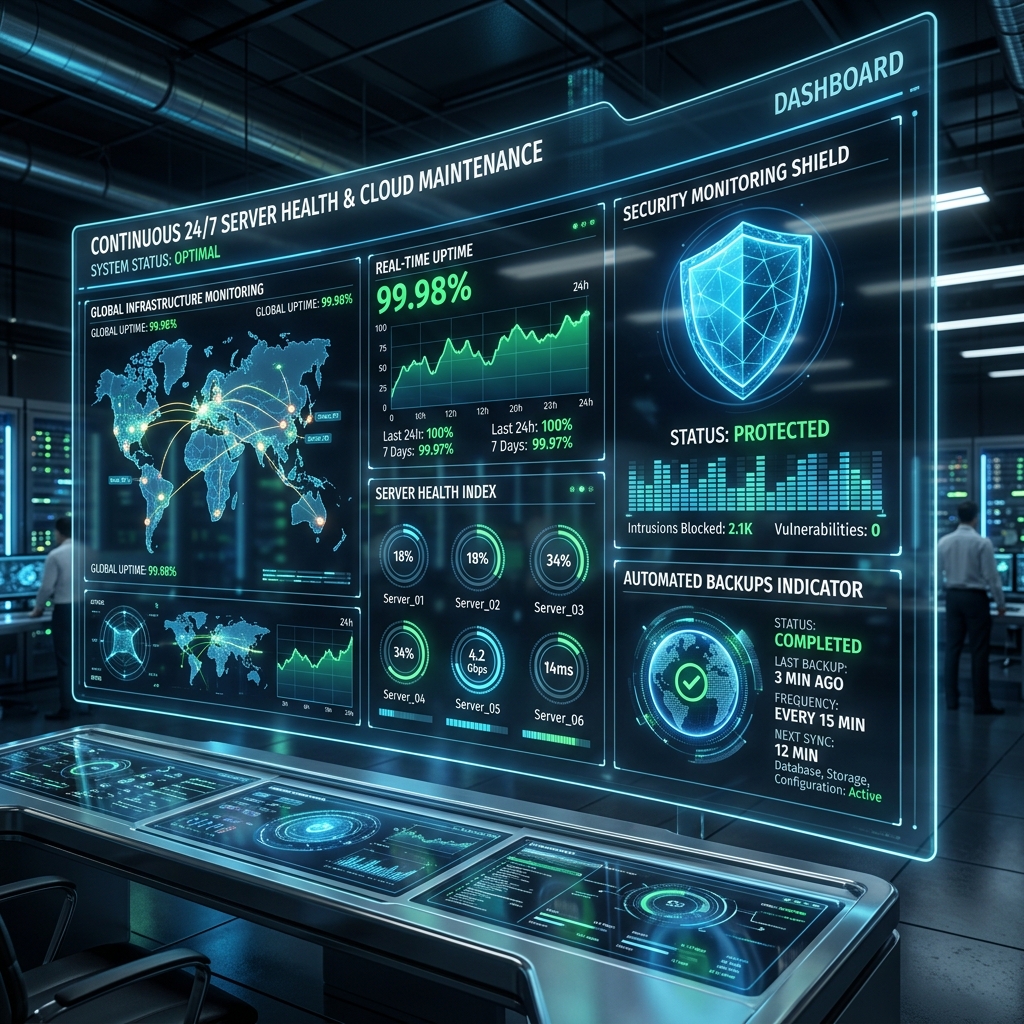 DASHBOARD
CONTINUOUS 24/7 SERVER HEALTH & CLOUD MAINTENANCE
SYSTEM STATUS: OPTIMAL
GLOBAL INFRASTRUCTURE MONITORING
GLOBAL UPTIME: 99.98%
GLOBAL UPTIME: 99.98%
GLOBAL UPTIME: 99.88%
24h
REAL-TIME UPTIME
99.98%
24h
100
75
50
25
0
0
12h
20h
23h
24h
Last 24h: 100%
7 Days: 99.97%
Last 24h: 100%
7 Days: 99.97%
SERVER HEALTH INDEX
18%
18%
34%
Server_01
Server_02
Server_03
34%
4.2
Gbps
14ms
Server_04
Server_05
Server_06
SECURITY MONITORING SHIELD
STATUS: PROTECTED
Intrusions Blocked: 2.1K
Vulnerabilities: 0
AUTOMATED BACKUPS INDICATOR
STATUS:
COMPLETED
LAST BACKUP:
3 MIN AGO
FREQUENCY:
EVERY 15 MIN
NEXT SYNC:
12 MIN
Database, Storage,
Configuration: Active